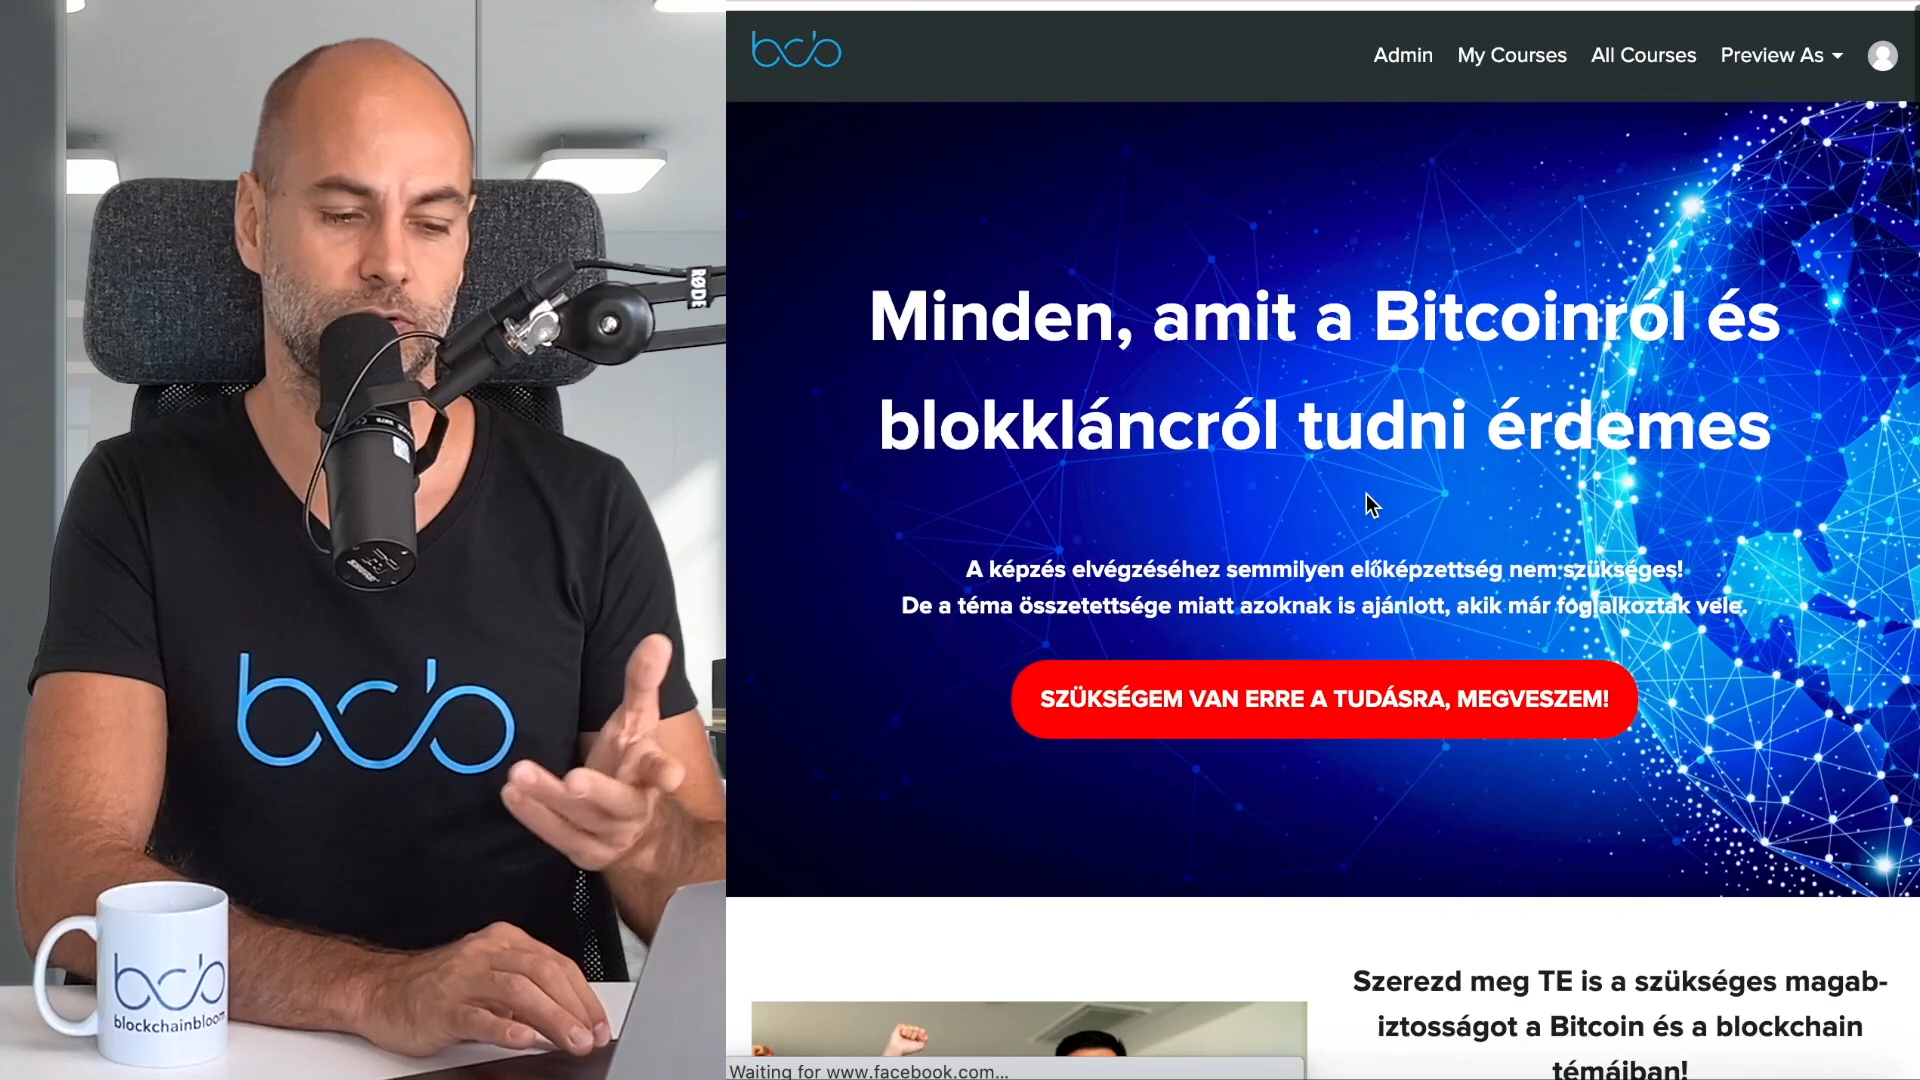 bcb
Admin
My Courses
All Courses
Preview As
Minden, amit a Bitcoinról és
blokkláncról tudni érdemes
A képzés elvégzéséhez semmilyen előképzettség nem szükséges!
De a téma összetettsége miatt azoknak is ajánlott, akik már foglalkoztak vele.
SZÜKSÉGEM VAN ERRE A TUDÁSRA, MEGVESZEM!
Szerezd meg TE is a szükséges magab-
iztosságot a Bitcoin és a blockchain
témáiban!
Waiting for www.facebook.com...
RØDE
bcb
bcb
blockchainbloom